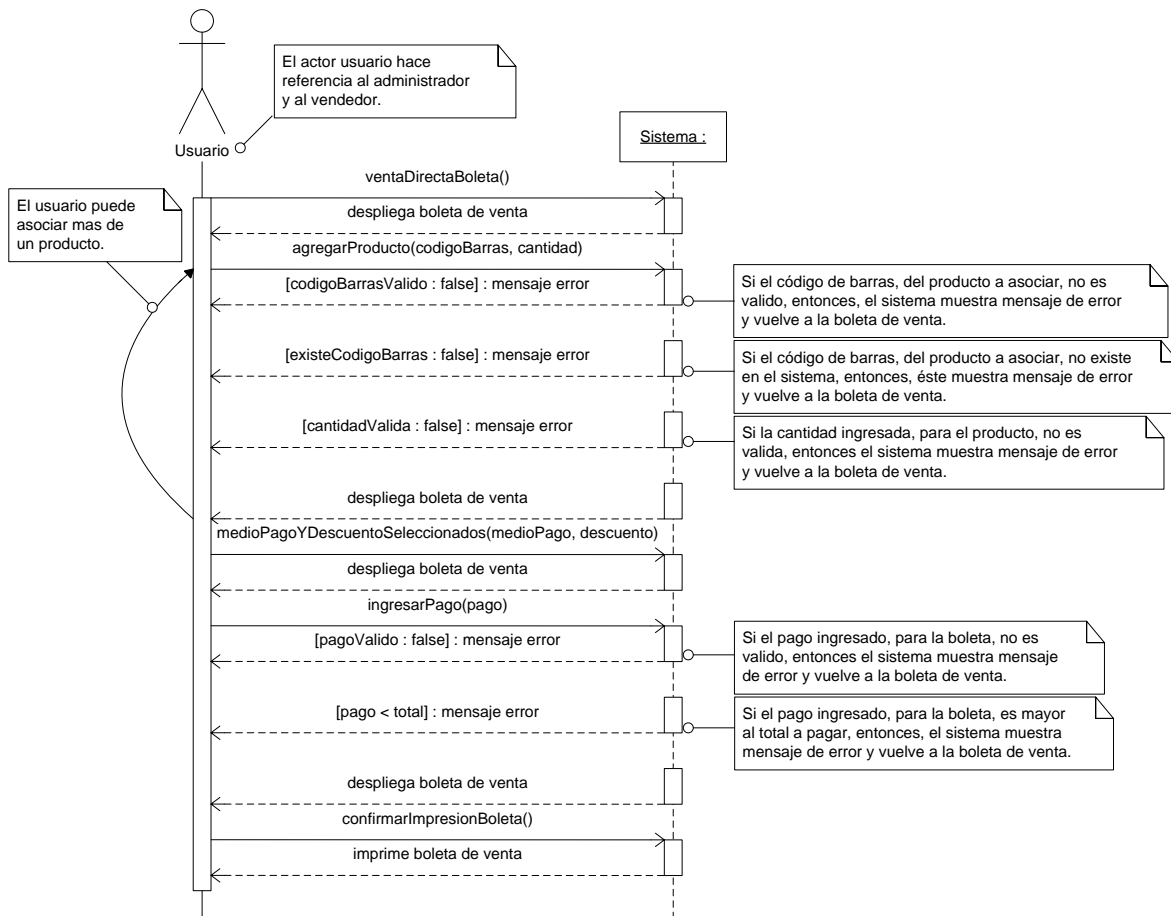 El actor usuario hace
referencia al administrador
y al vendedor.
Usuario
Sistema :
ventaDirectaBoleta()
El usuario puede
asociar mas de
un producto.
despliega boleta de venta
agregarProducto(codigoBarras, cantidad)
[codigoBarrasValido : false] : mensaje error
Si el código de barras, del producto a asociar, no es
valido, entonces, el sistema muestra mensaje de error
y vuelve a la boleta de venta.
[existeCodigoBarras : false] : mensaje error
Si el código de barras, del producto a asociar, no existe
en el sistema, entonces, éste muestra mensaje de error
y vuelve a la boleta de venta.
[cantidadValida : false] : mensaje error
Si la cantidad ingresada, para el producto, no es
valida, entonces el sistema muestra mensaje de error
y vuelve a la boleta de venta.
despliega boleta de venta
medioPagoYDescuentoSeleccionados(medioPago, descuento)
despliega boleta de venta
ingresarPago(pago)
[pagoValido : false] : mensaje error
Si el pago ingresado, para la boleta, no es
valido, entonces el sistema muestra mensaje
de error y vuelve a la boleta de venta.
[pago < total] : mensaje error
Si el pago ingresado, para la boleta, es mayor
al total a pagar, entonces, el sistema muestra
mensaje de error y vuelve a la boleta de venta.
despliega boleta de venta
confirmarImpresionBoleta()
imprime boleta de venta